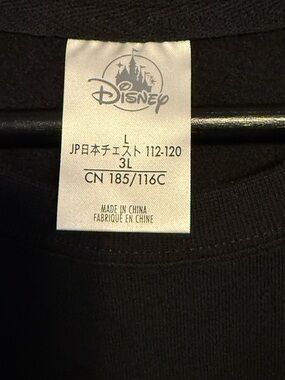 Disney
L
JP日本チェスト 112-120
3L
CN 185/116C
MADE IN CHINA
FABRIQUÉ EN CHINE